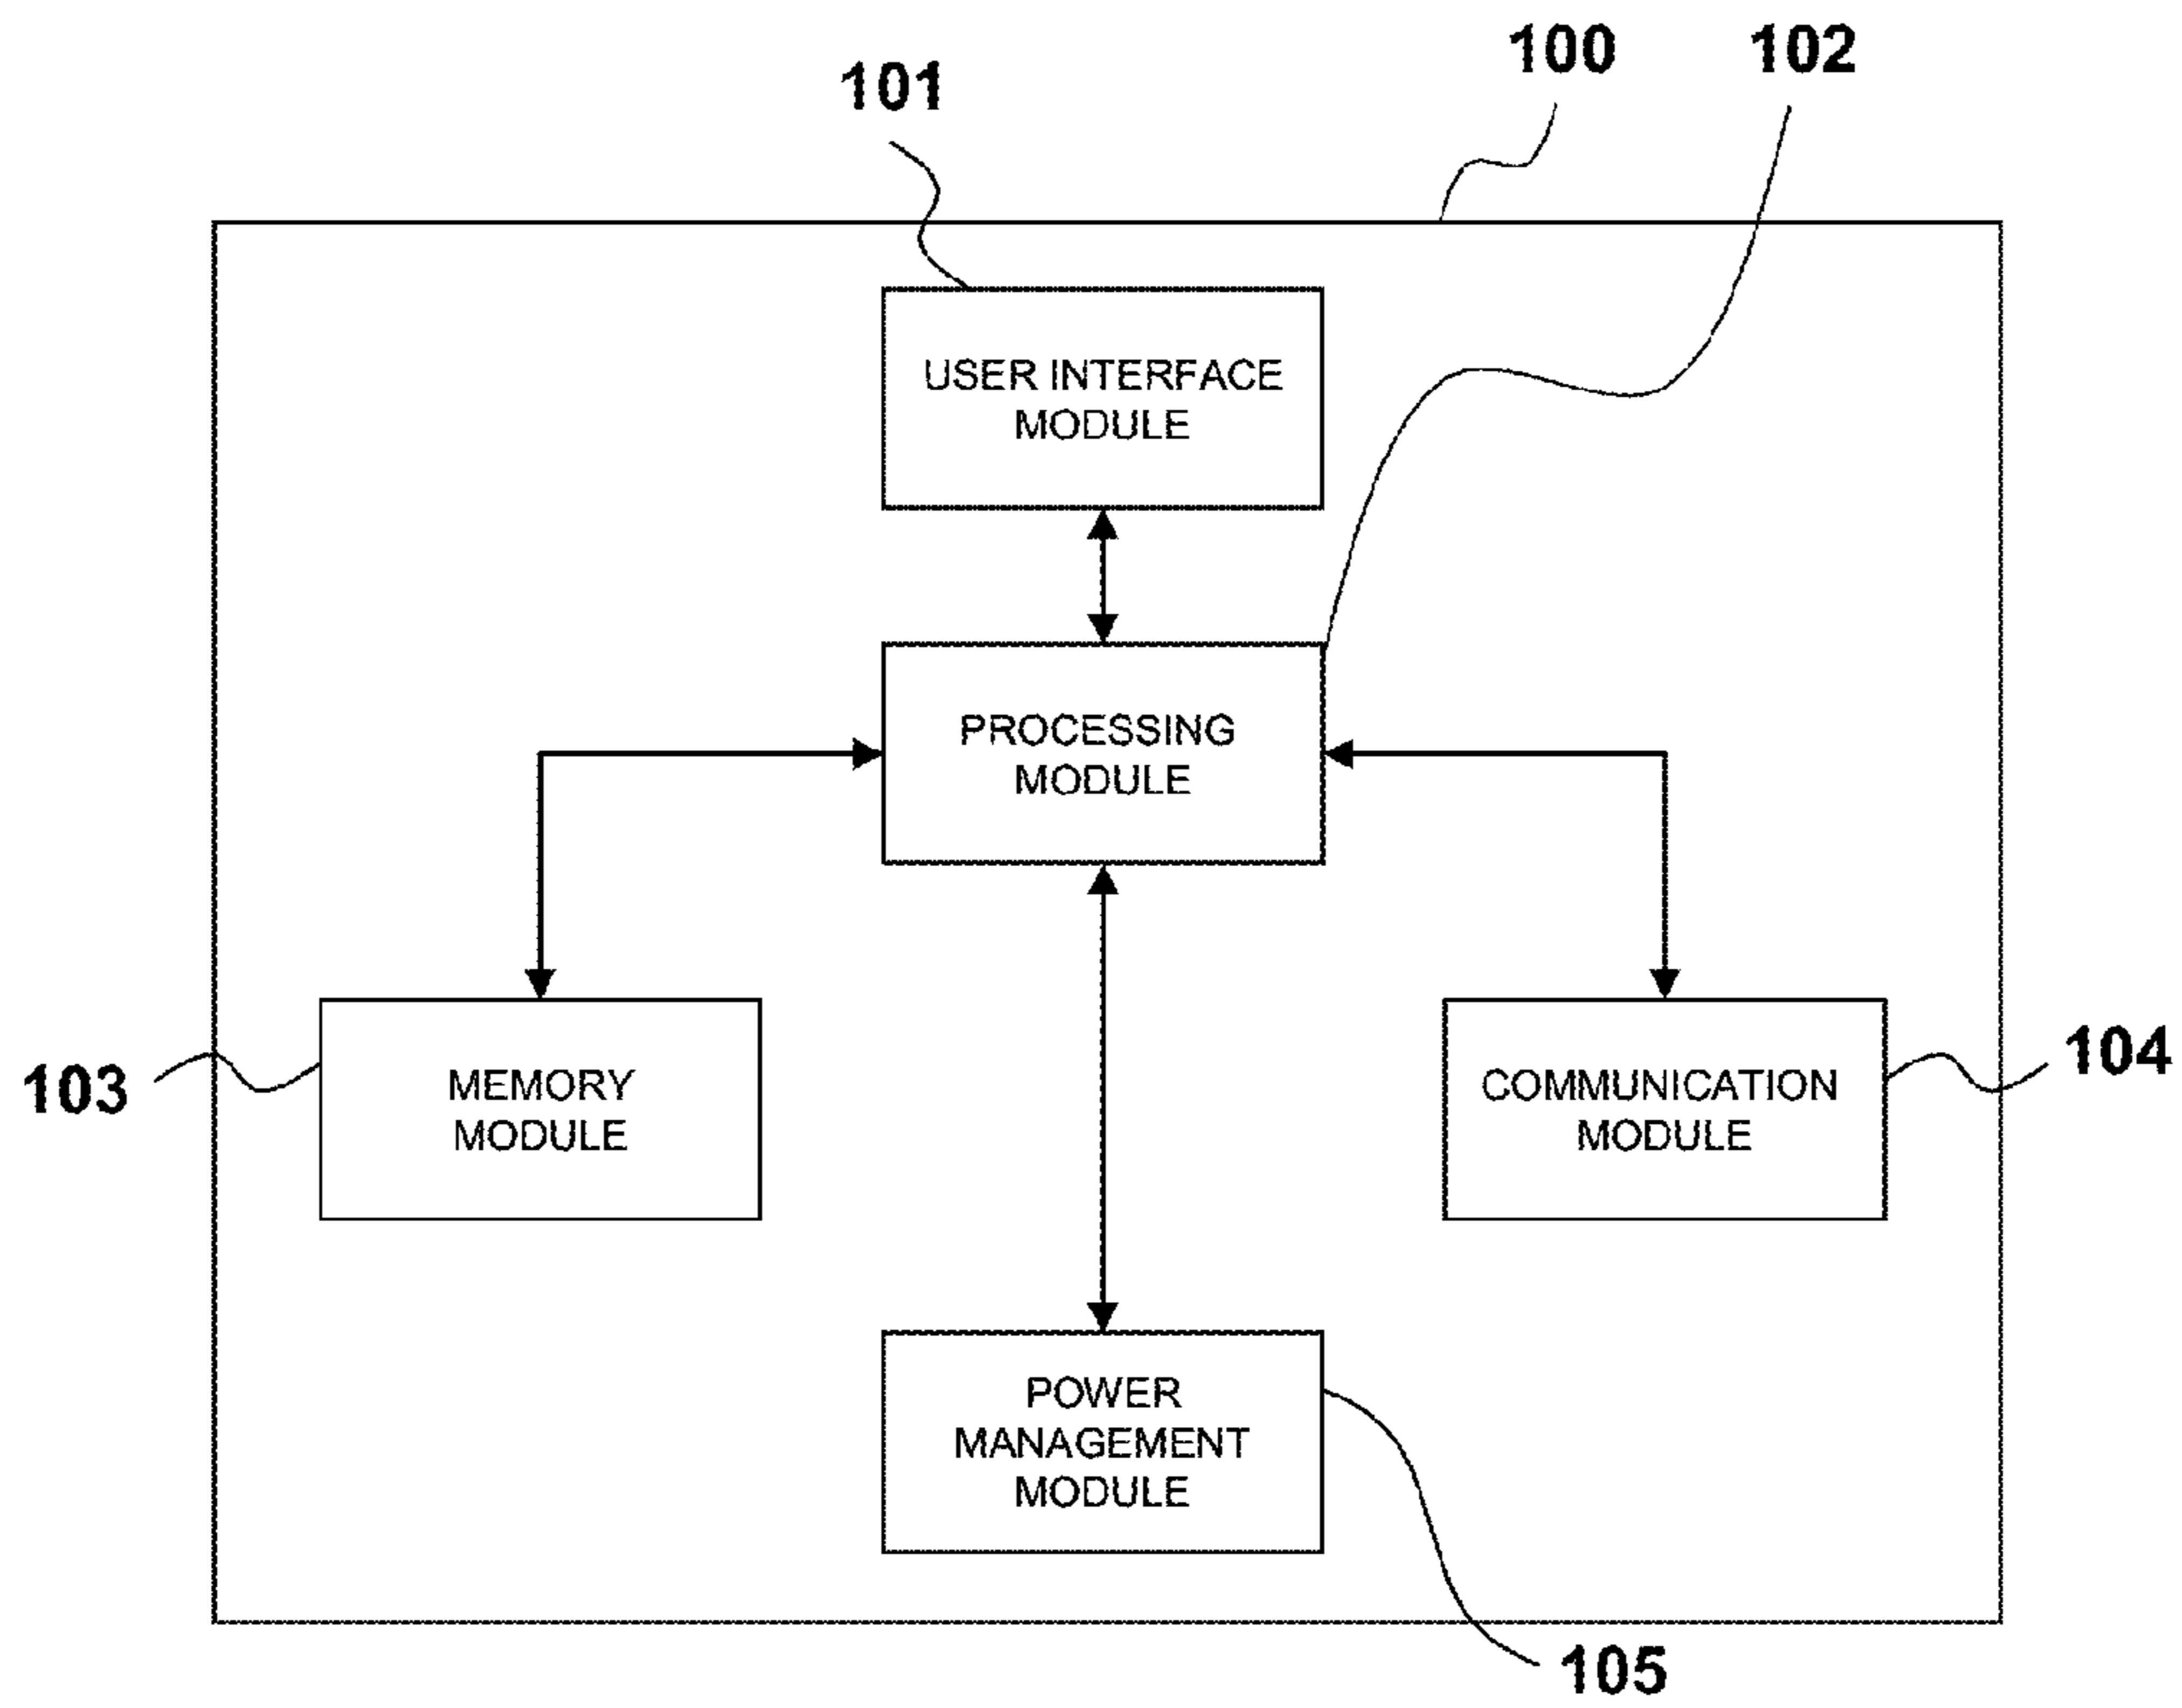 100
102
101
USER INTERFACE
MODULE
PROCESSING
MODULE
103
MEMORY
MODULE
COMMUNICATION
MODULE
104
POWER
MANAGEMENT
MODULE
105